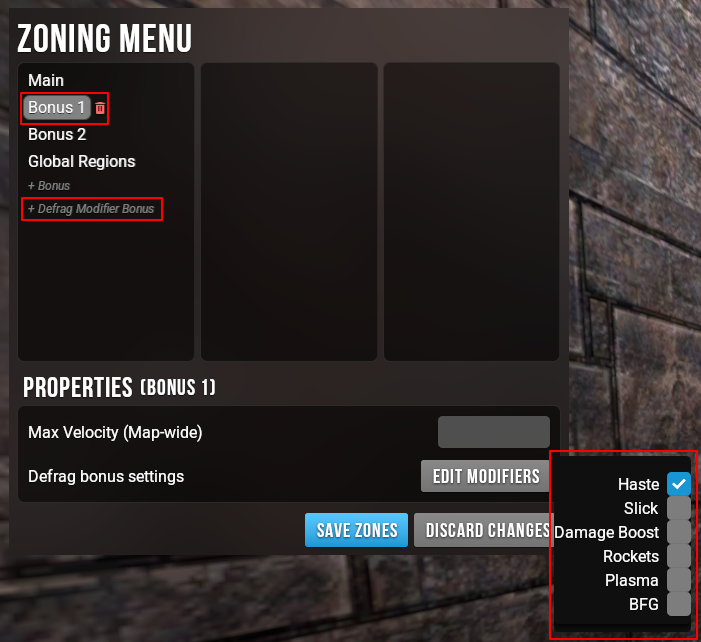 ZONING MENU
Main
Bonus 1
Bonus 2
Global Regions
+ Bonus
+ Defrag Modifier Bonus
PROPERTIES (BONUS 1)
Max Velocity (Map-wide)
Defrag bonus settings EDIT MODIFIERS
SAVE ZONES DISCARD CHANGES
Haste
Slick
Damage Boost
Rockets
Plasma
BFG